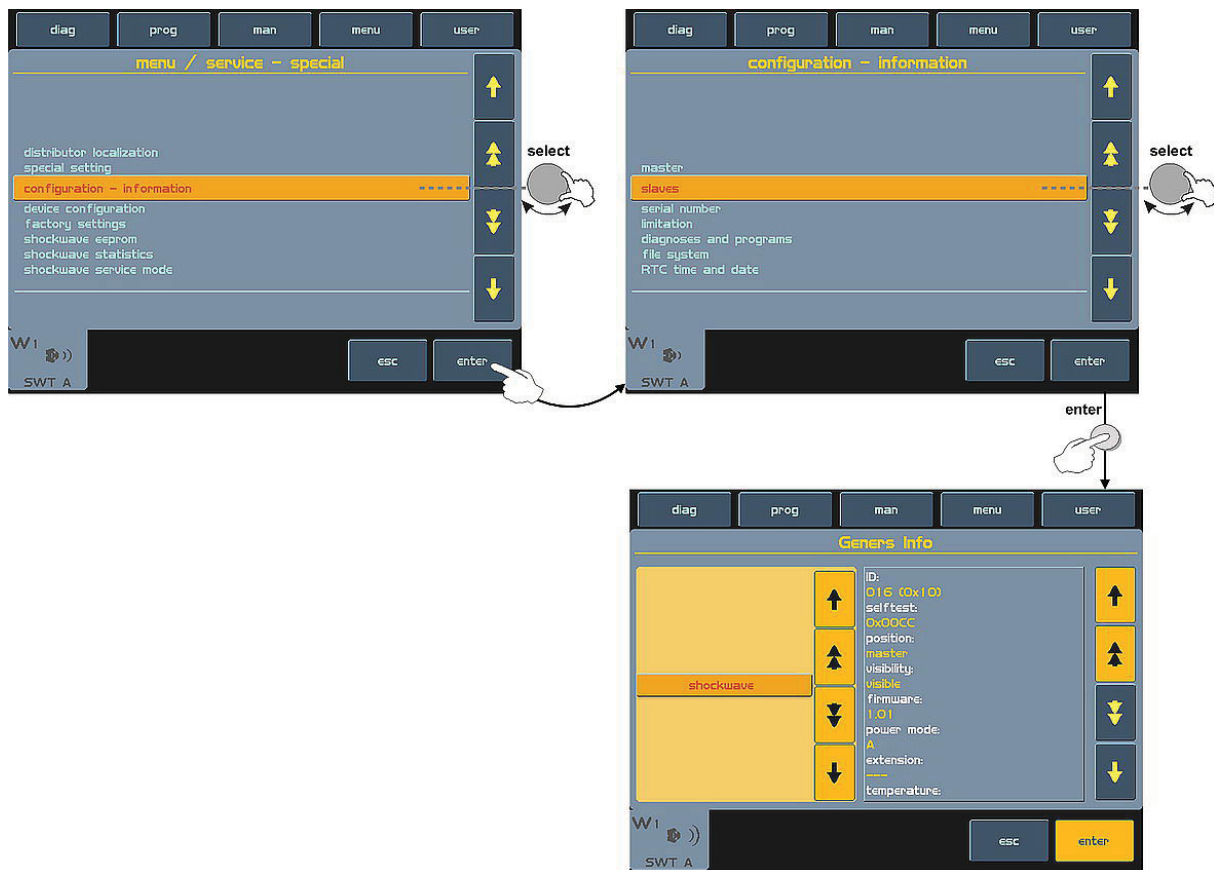 diag prog man menu user
menu / service - special
distributor localization
special setting
configuration - information
device configuration
factory settings
shockwave eeprom
shockwave statistics
shockwave service mode
select
W1
SWT A
esc enter
diag prog man menu user
configuration - information
master
slaves
serial number
limitation
diagnoses and programs
file system
RTC time and date
select
W1
SWT A
esc enter
enter
diag prog man menu user
Geners Info
shockwave
ID:
016 (0x10)
selftest:
0x00CC
position:
master
visibility:
visible
firmware:
1.01
power mode:
A
extension:
---
temperature:
W1
SWT A
esc enter